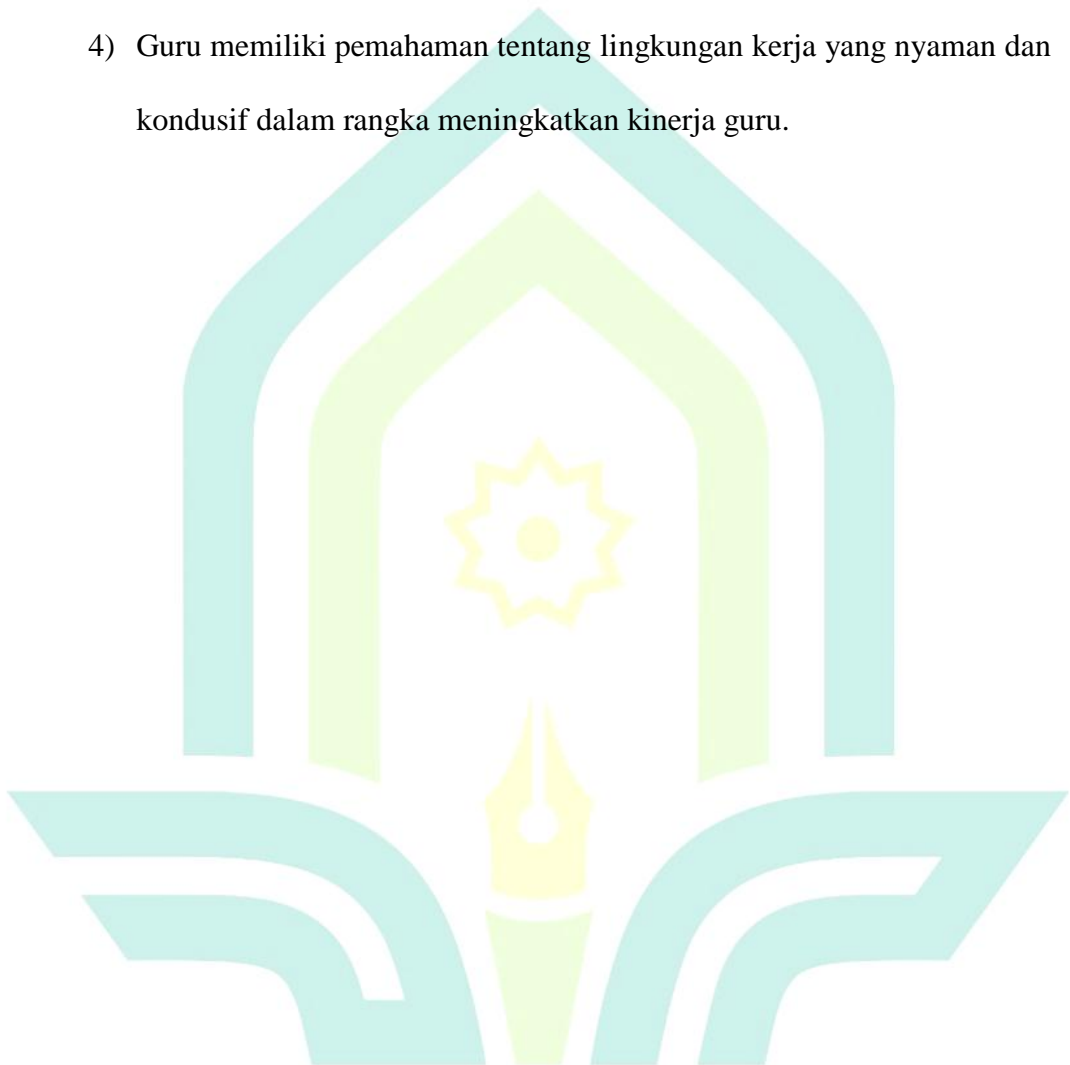 4) Guru memiliki pemahaman tentang lingkungan kerja yang nyaman dan
kondusif dalam rangka meningkatkan kinerja guru.